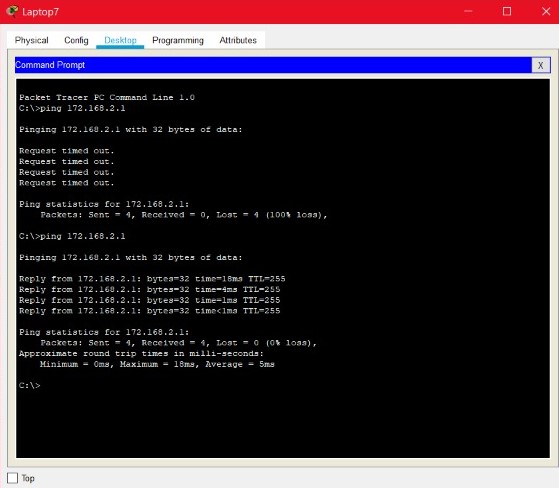 Laptop7
Physical Config Desktop Programming Attributes
Command Prompt X
Packet Tracer PC Command Line 1.0
C:\>ping 172.168.2.1
Pinging 172.168.2.1 with 32 bytes of data:
Request timed out.
Request timed out.
Request timed out.
Request timed out.
Ping statistics for 172.168.2.1:
Packets: Sent = 4, Received = 0, Lost = 4 (100% loss),
C:\>ping 172.168.2.1
Pinging 172.168.2.1 with 32 bytes of data:
Reply from 172.168.2.1: bytes=32 time=18ms TTL=255
Reply from 172.168.2.1: bytes=32 time=4ms TTL=255
Reply from 172.168.2.1: bytes=32 time=1ms TTL=255
Reply from 172.168.2.1: bytes=32 time<1ms TTL=255
Ping statistics for 172.168.2.1:
Packets: Sent = 4, Received = 4, Lost = 0 (0% loss),
Approximate round trip times in milli-seconds:
Minimum = 0ms, Maximum = 18ms, Average = 5ms
C:\>
Top